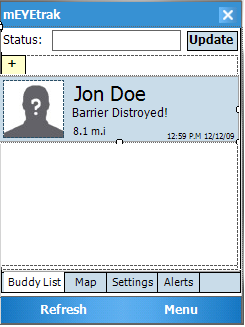 mEYEtrak
Status: Update
+
?
Jon Doe
Barrier Distroyed!
8.1 m.i
12:59 P.M 12/12/09
Buddy List Map Settings Alerts
Refresh Menu